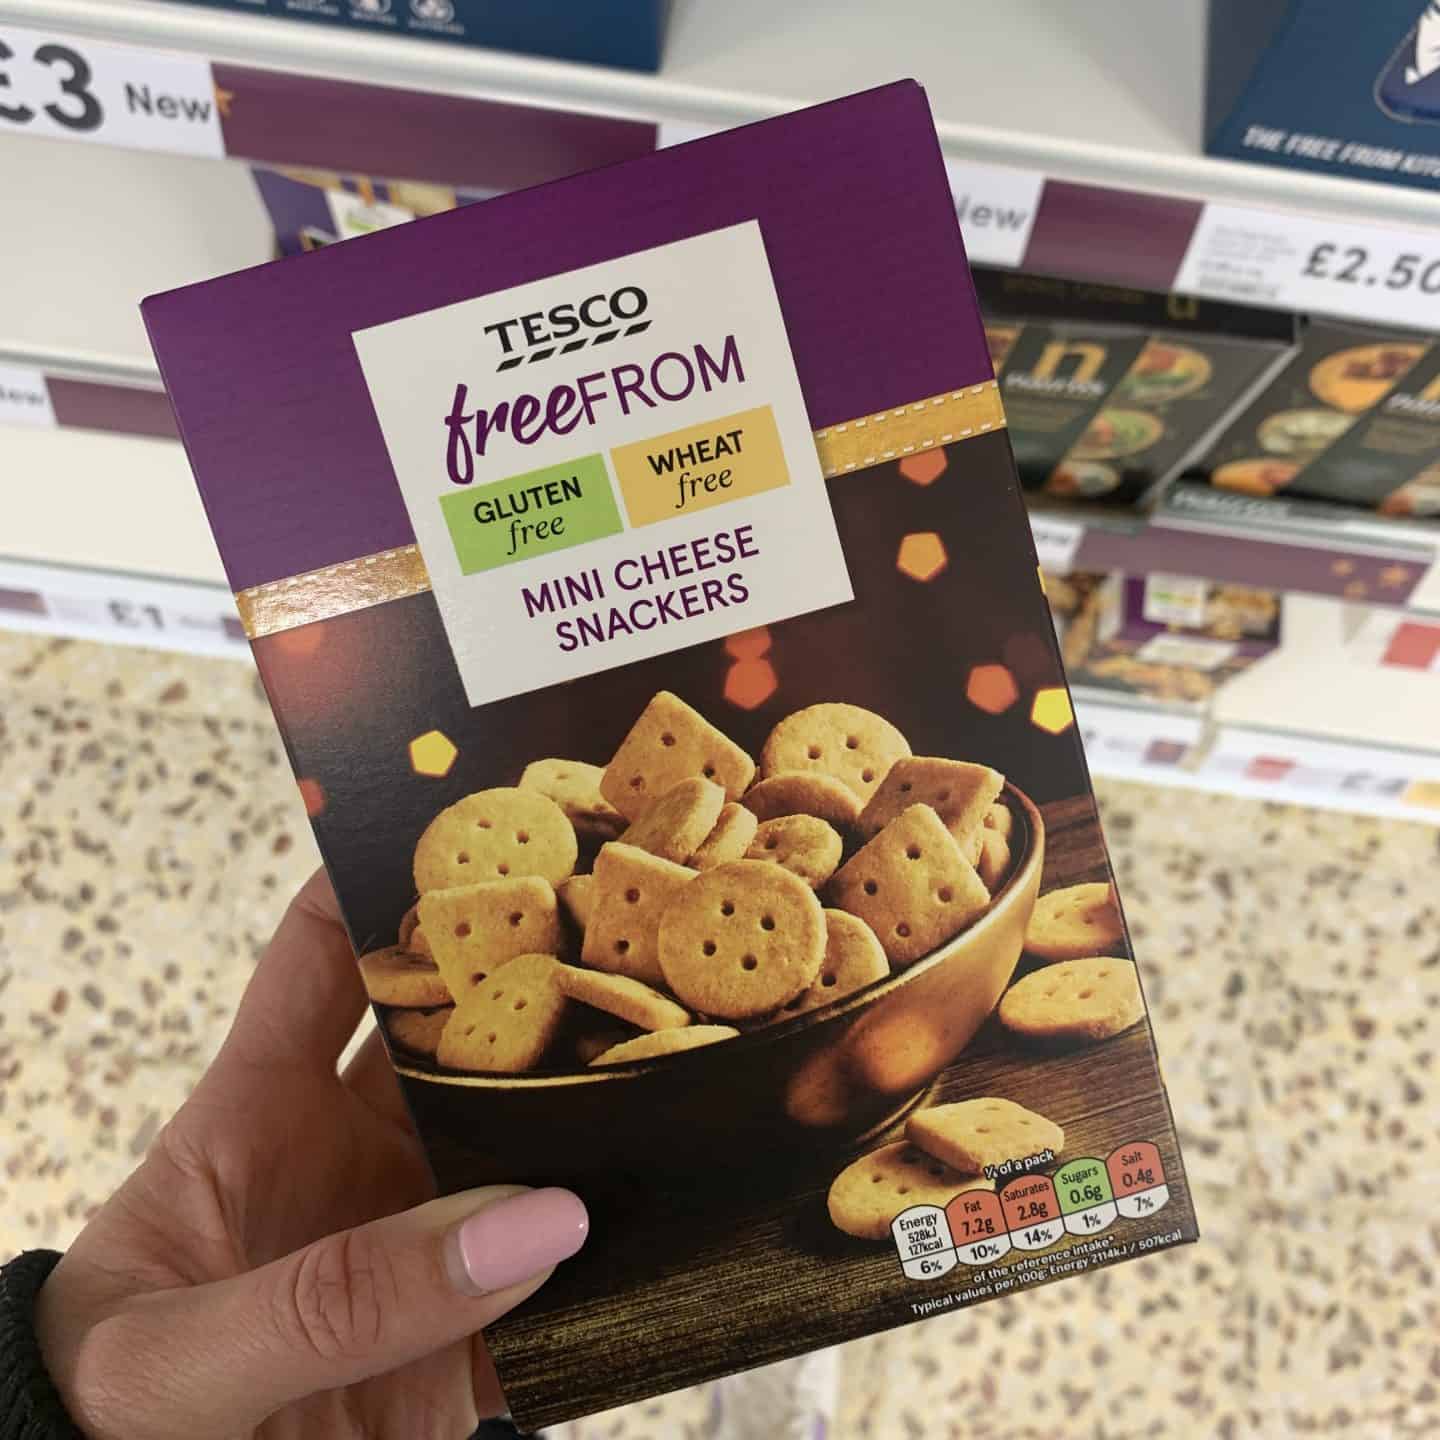 £3 New
THE FREE FROM KITC
New
£2.50
New
£1
n
TESCO
freeFROM
GLUTEN
free
WHEAT
free
MINI CHEESE
SNACKERS
¼ of a pack
Energy
528kJ
127kcal
6%
Fat
7.2g
10%
Saturates
2.8g
14%
Sugars
0.6g
1%
Salt
0.4g
7%
of the reference intake*
Typical values per 100g: Energy 2114kJ / 507kcal